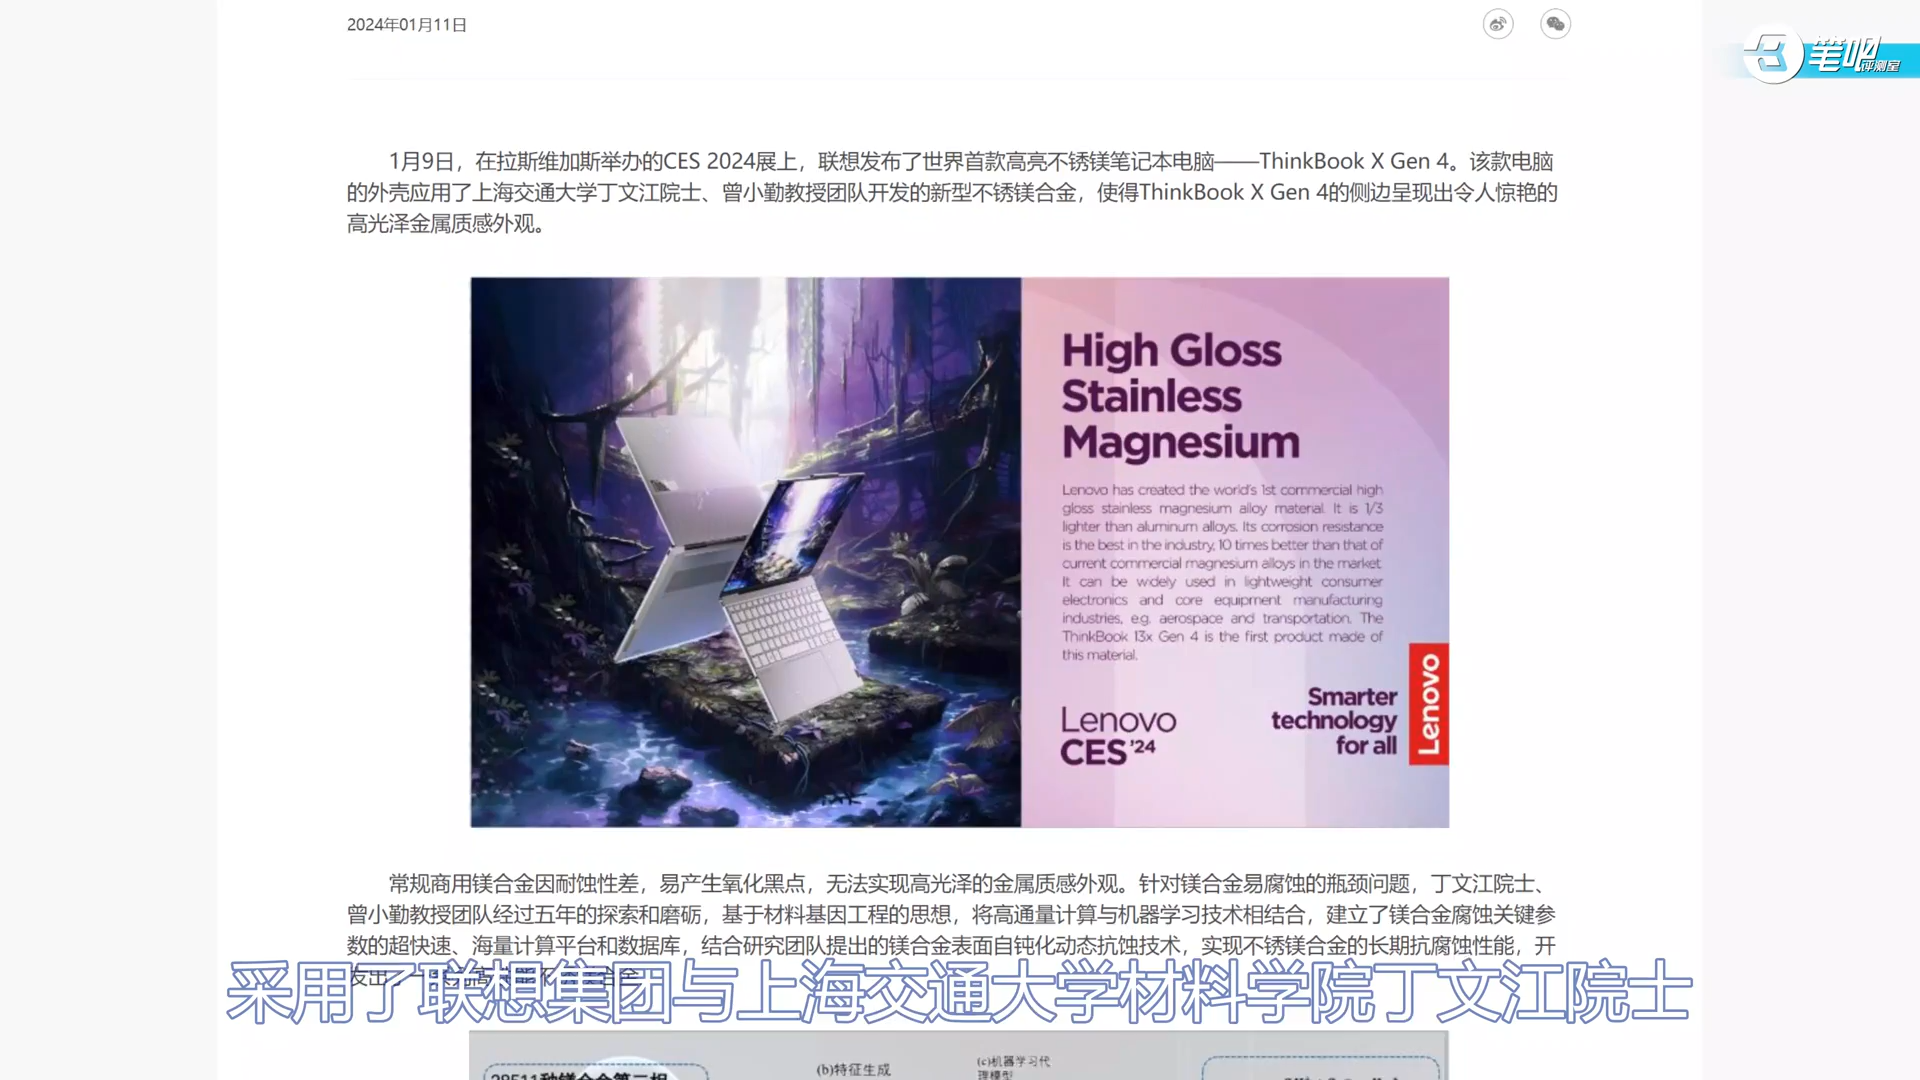 2024年01月11日
笔吧
评测室
1月9日，在拉斯维加斯举办的CES 2024展上，联想发布了世界首款高亮不锈镁笔记本电脑——ThinkBook X Gen 4。该款电脑
的外壳应用了上海交通大学丁文江院士、曾小勤教授团队开发的新型不锈镁合金，使得ThinkBook X Gen 4的侧边呈现出令人惊艳的
高光泽金属质感外观。
High Gloss
Stainless
Magnesium
Lenovo has created the world's 1st commercial high
gloss stainless magnesium alloy material. It is 1/3
lighter than aluminum alloys. Its corrosion resistance
is the best in the industry, 10 times better than that of
current commercial magnesium alloys in the market.
It can be widely used in lightweight consumer
electronics and core equipment manufacturing
industries, e.g. aerospace and transportation. The
ThinkBook 13x Gen 4 is the first product made of
this material.
Lenovo
CES '24
Smarter
technology
for all
Lenovo
常规商用镁合金因耐蚀性差，易产生氧化黑点，无法实现高光泽的金属质感外观。针对镁合金易腐蚀的瓶颈问题，丁文江院士、
曾小勤教授团队经过五年的探索和磨砺，基于材料基因工程的思想，将高通量计算与机器学习技术相结合，建立了镁合金腐蚀关键参
数的超快速、海量计算平台和数据库，结合研究团队提出的镁合金表面自钝化动态抗蚀技术，实现不锈镁合金的长期抗腐蚀性能，开
采用了联想集团与上海交通大学材料学院丁文江院士
(b)特征生成
(c)机器学习代
理模型